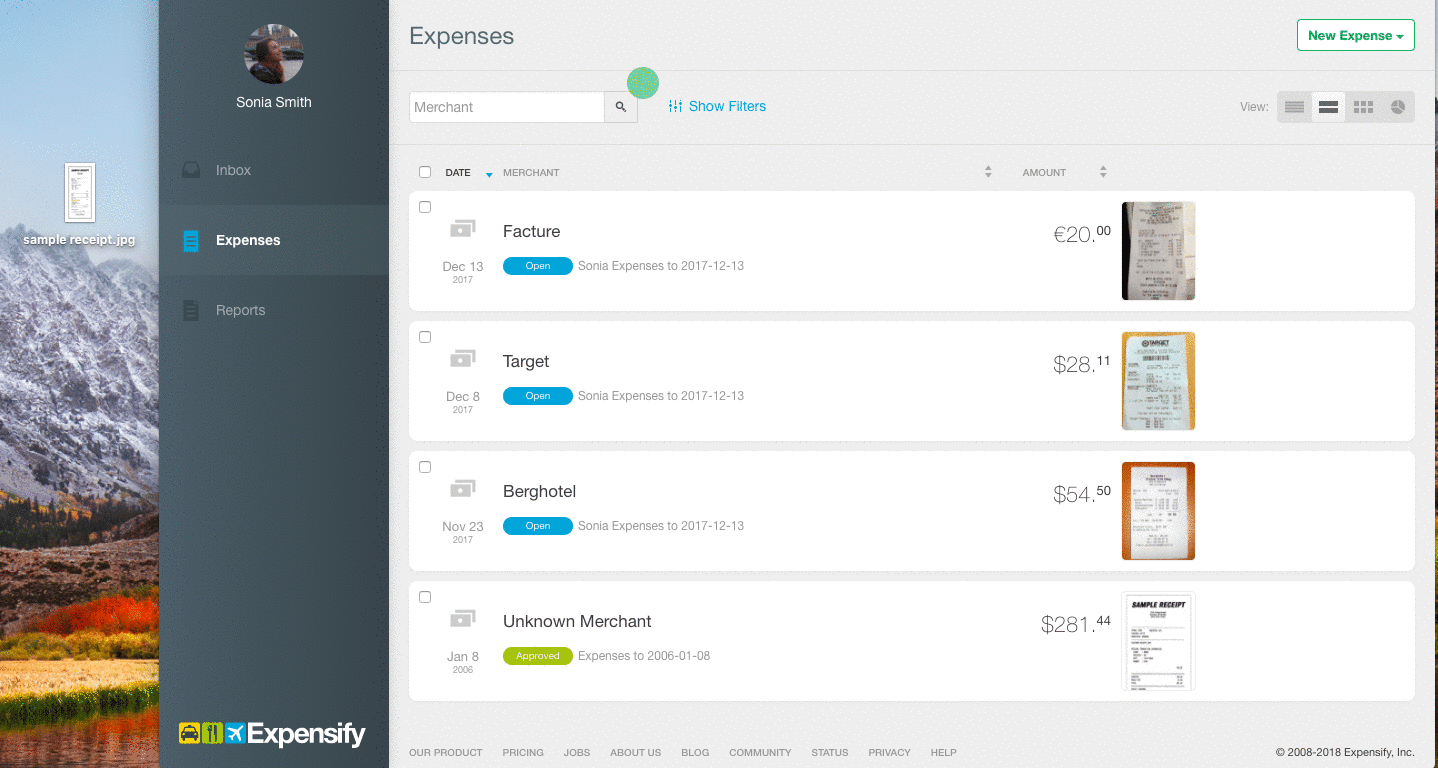 Expenses
New Expense
Sonia Smith
Merchant
Show Filters
View:
Inbox
DATE MERCHANT AMOUNT
SAMPLE RECEIPT
sample receipt.jpg
Expenses
Facture
€20.00
Dec 13
2017
Open Sonia Expenses to 2017-12-13
Reports
Target
$28.11
TARGET
Dec 8
2017
Open Sonia Expenses to 2017-12-13
Berghotel
$54.50
Nov 23
2017
Open Sonia Expenses to 2017-12-13
Unknown Merchant
$281.44
SAMPLE RECEIPT
Jan 8
2006
Approved Expenses to 2006-01-08
Expensify
OUR PRODUCT PRICING JOBS ABOUT US BLOG COMMUNITY STATUS PRIVACY HELP
© 2008-2018 Expensify, Inc.